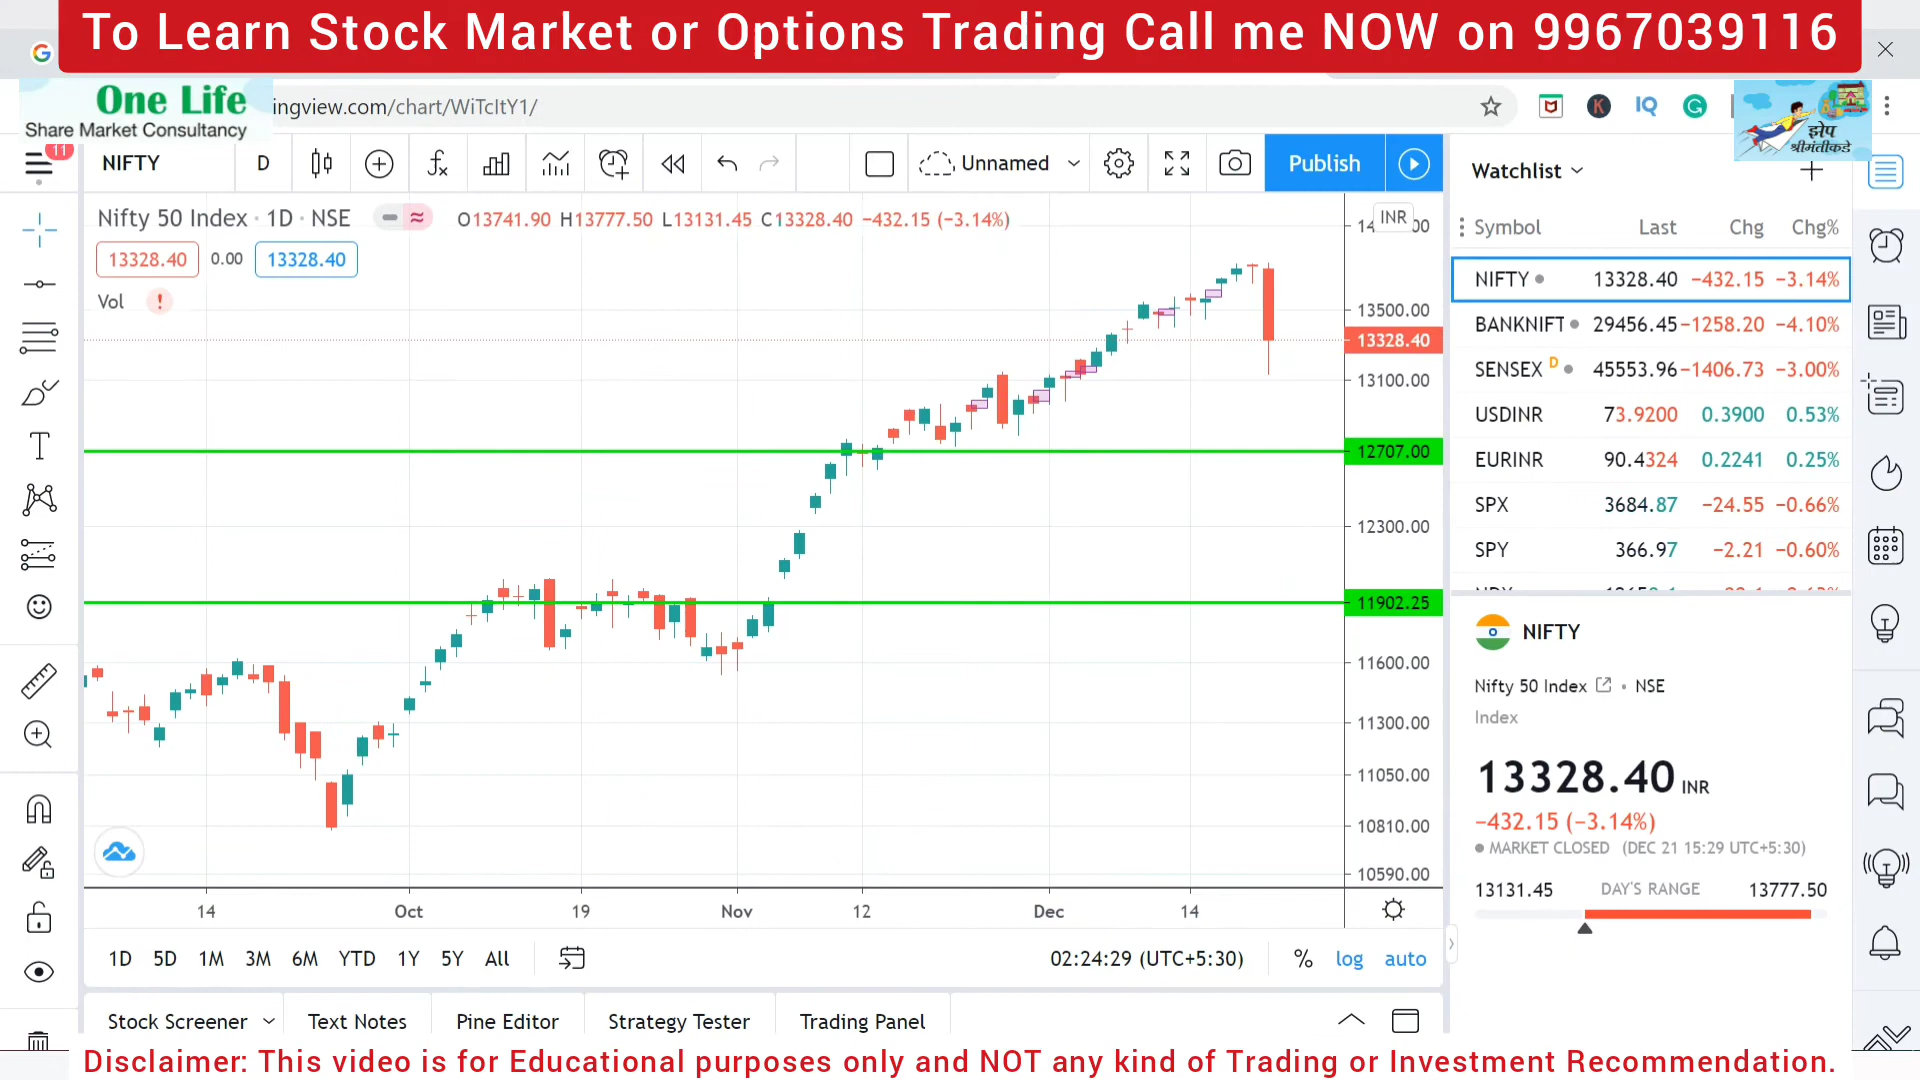 To Learn Stock Market or Options Trading Call me NOW on 9967039116
One Life
Share Market Consultancy
ingview.com/chart/WiTcItY1/
झेप
श्रीमंतीकडे
11
NIFTY D Unnamed Publish
Watchlist
Nifty 50 Index · 1D · NSE O13741.90 H13777.50 L13131.45 C13328.40 −432.15 (−3.14%)
INR
13328.40 0.00 13328.40
Vol
13500.00
13328.40
13100.00
12707.00
12300.00
11902.25
11600.00
11300.00
11050.00
10810.00
10590.00
14 Oct 19 Nov 12 Dec 14
1D 5D 1M 3M 6M YTD 1Y 5Y All 02:24:29 (UTC+5:30) % log auto
Stock Screener Text Notes Pine Editor Strategy Tester Trading Panel
Symbol Last Chg Chg%
NIFTY 13328.40 −432.15 −3.14%
BANKNIFT 29456.45 −1258.20 −4.10%
SENSEX D 45553.96 −1406.73 −3.00%
USDINR 73.9200 0.3900 0.53%
EURINR 90.4324 0.2241 0.25%
SPX 3684.87 −24.55 −0.66%
SPY 366.97 −2.21 −0.60%
NIFTY
Nifty 50 Index • NSE
Index
13328.40 INR
−432.15 (−3.14%)
MARKET CLOSED (DEC 21 15:29 UTC+5:30)
13131.45 DAY'S RANGE 13777.50
Disclaimer: This video is for Educational purposes only and NOT any kind of Trading or Investment Recommendation.